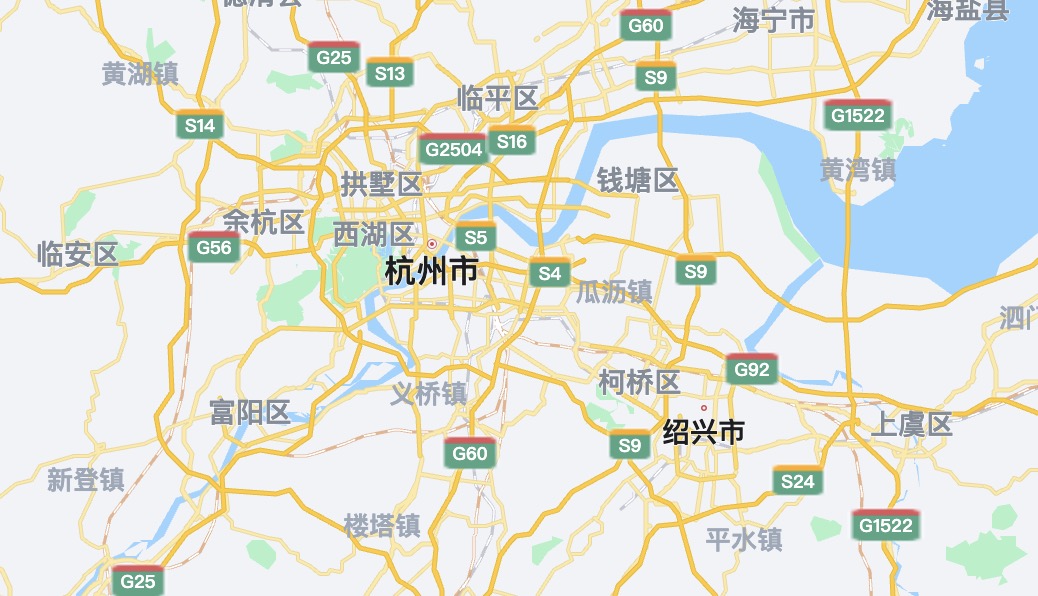 德清县
海盐县
海宁市
G60
G25
S13
黄湖镇
S9
临平区
G1522
S14
S16
G2504
黄湾镇
拱墅区
钱塘区
余杭区
西湖区
S5
临安区
G56
杭州市
S4
S9
瓜沥镇
泗门
G92
柯桥区
义桥镇
富阳区
上虞区
绍兴市
S9
G60
新登镇
S24
楼塔镇
G1522
平水镇
G25